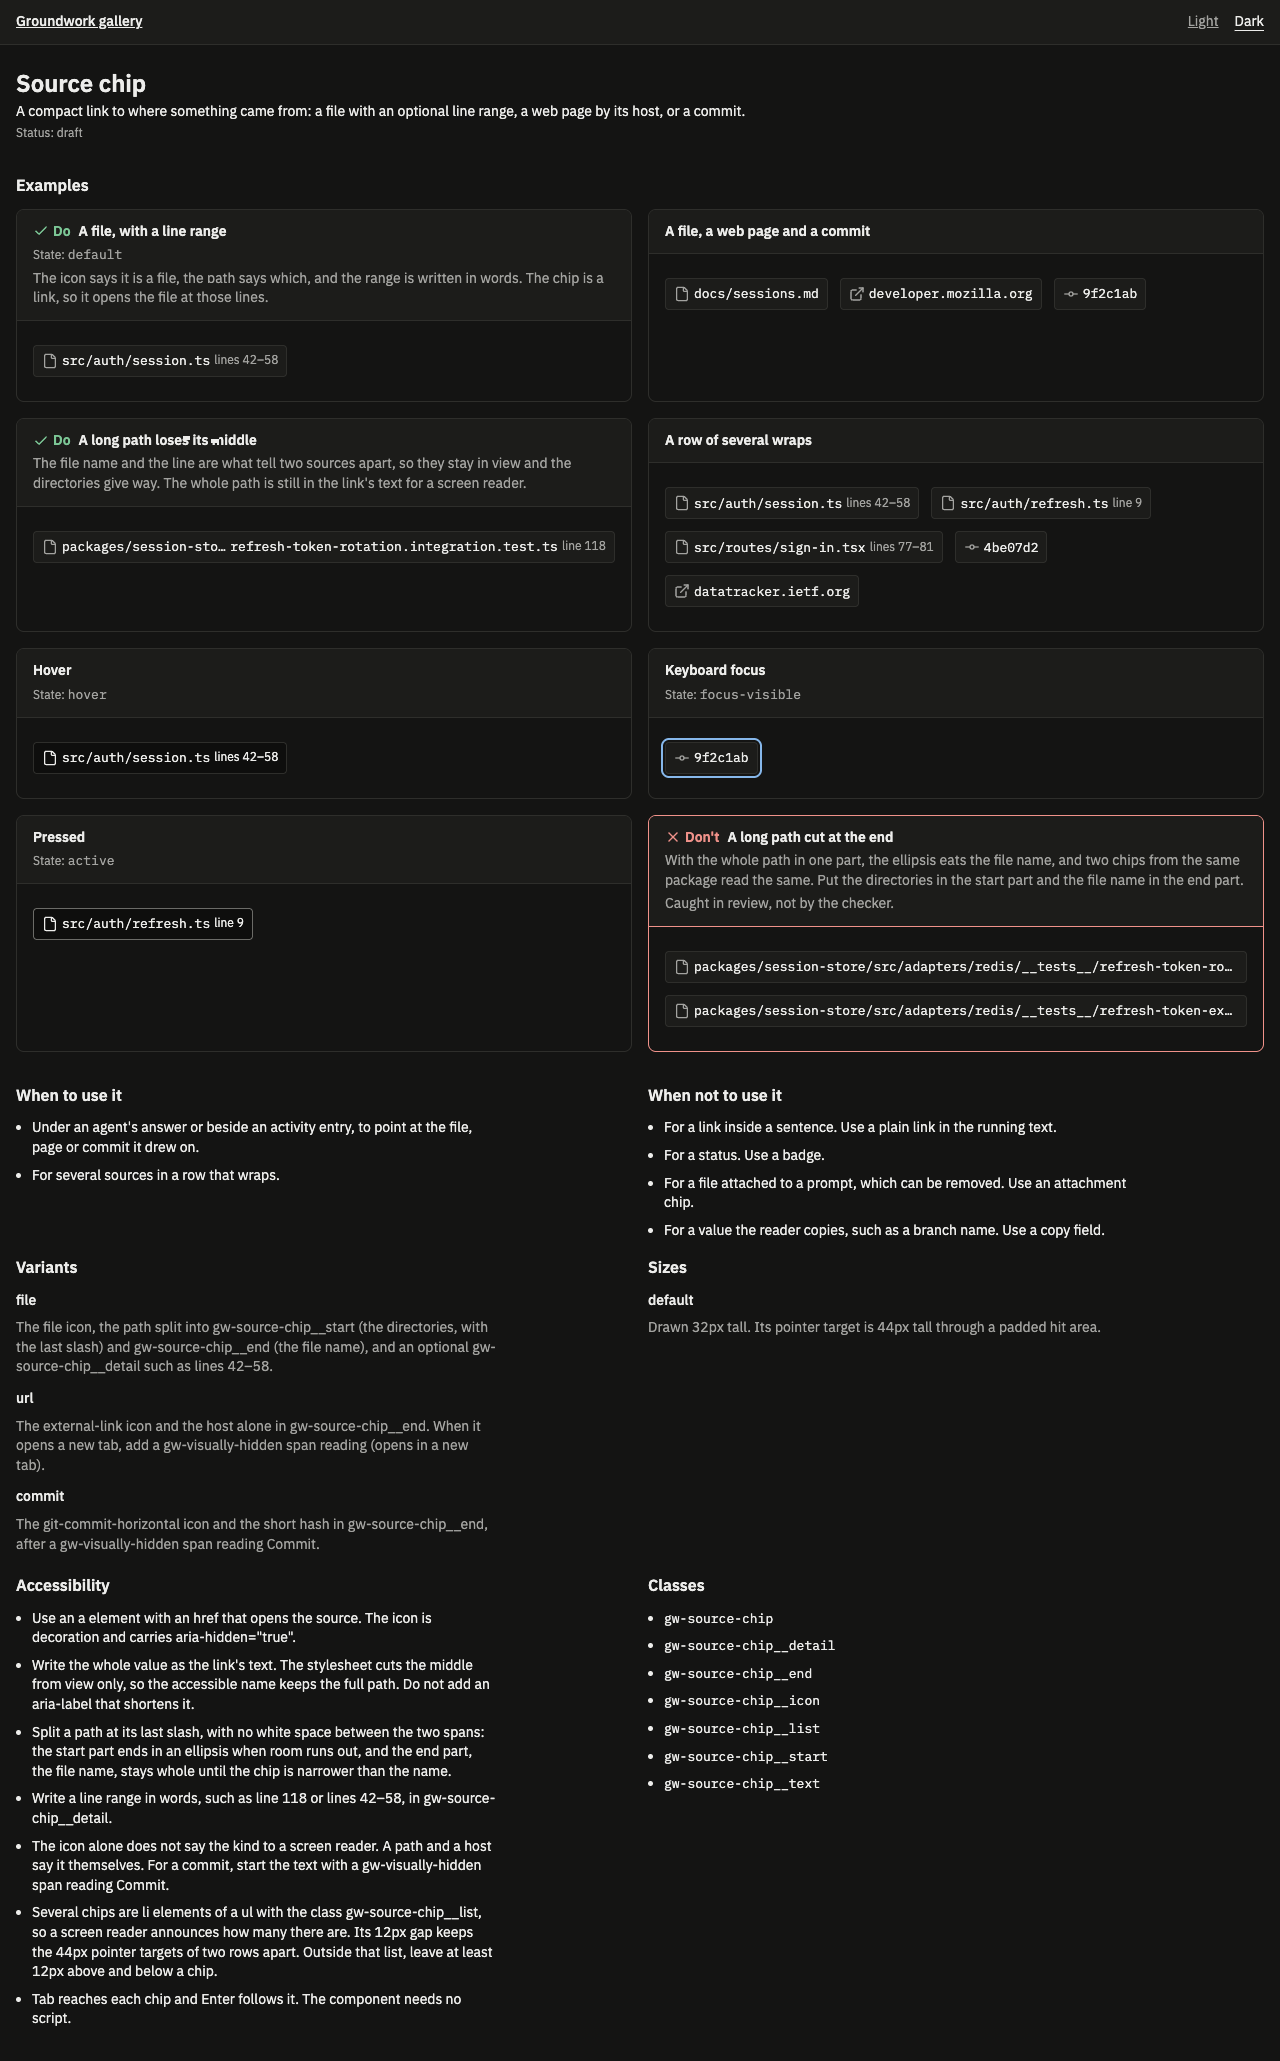 Groundwork gallery
Light
Dark
Source chip
A compact link to where something came from: a file with an optional line range, a web page by its host, or a commit.
Status: draft
Examples
Do A file, with a line range
State: default
The icon says it is a file, the path says which, and the range is written in words. The chip is a
link, so it opens the file at those lines.
src/auth/session.ts lines 42–58
A file, a web page and a commit
docs/sessions.md
developer.mozilla.org
9f2c1ab
Do A long path loses its middle
The file name and the line are what tell two sources apart, so they stay in view and the
directories give way. The whole path is still in the link's text for a screen reader.
packages/session-sto… refresh-token-rotation.integration.test.ts line 118
A row of several wraps
src/auth/session.ts lines 42–58
src/auth/refresh.ts line 9
src/routes/sign-in.tsx lines 77–81
4be07d2
datatracker.ietf.org
Hover
State: hover
src/auth/session.ts lines 42–58
Keyboard focus
State: focus-visible
9f2c1ab
Pressed
State: active
src/auth/refresh.ts line 9
Don't A long path cut at the end
With the whole path in one part, the ellipsis eats the file name, and two chips from the same
package read the same. Put the directories in the start part and the file name in the end part.
Caught in review, not by the checker.
packages/session-store/src/adapters/redis/__tests__/refresh-token-ro…
packages/session-store/src/adapters/redis/__tests__/refresh-token-ex…
When to use it
Under an agent's answer or beside an activity entry, to point at the file,
page or commit it drew on.
For several sources in a row that wraps.
When not to use it
For a link inside a sentence. Use a plain link in the running text.
For a status. Use a badge.
For a file attached to a prompt, which can be removed. Use an attachment
chip.
For a value the reader copies, such as a branch name. Use a copy field.
Variants
file
The file icon, the path split into gw-source-chip__start (the directories, with
the last slash) and gw-source-chip__end (the file name), and an optional gw-
source-chip__detail such as lines 42–58.
url
The external-link icon and the host alone in gw-source-chip__end. When it
opens a new tab, add a gw-visually-hidden span reading (opens in a new
tab).
commit
The git-commit-horizontal icon and the short hash in gw-source-chip__end,
after a gw-visually-hidden span reading Commit.
Sizes
default
Drawn 32px tall. Its pointer target is 44px tall through a padded hit area.
Accessibility
Use an a element with an href that opens the source. The icon is
decoration and carries aria-hidden="true".
Write the whole value as the link's text. The stylesheet cuts the middle
from view only, so the accessible name keeps the full path. Do not add an
aria-label that shortens it.
Split a path at its last slash, with no white space between the two spans:
the start part ends in an ellipsis when room runs out, and the end part,
the file name, stays whole until the chip is narrower than the name.
Write a line range in words, such as line 118 or lines 42–58, in gw-source-
chip__detail.
The icon alone does not say the kind to a screen reader. A path and a host
say it themselves. For a commit, start the text with a gw-visually-hidden
span reading Commit.
Several chips are li elements of a ul with the class gw-source-chip__list,
so a screen reader announces how many there are. Its 12px gap keeps
the 44px pointer targets of two rows apart. Outside that list, leave at least
12px above and below a chip.
Tab reaches each chip and Enter follows it. The component needs no
script.
Classes
gw-source-chip
gw-source-chip__detail
gw-source-chip__end
gw-source-chip__icon
gw-source-chip__list
gw-source-chip__start
gw-source-chip__text